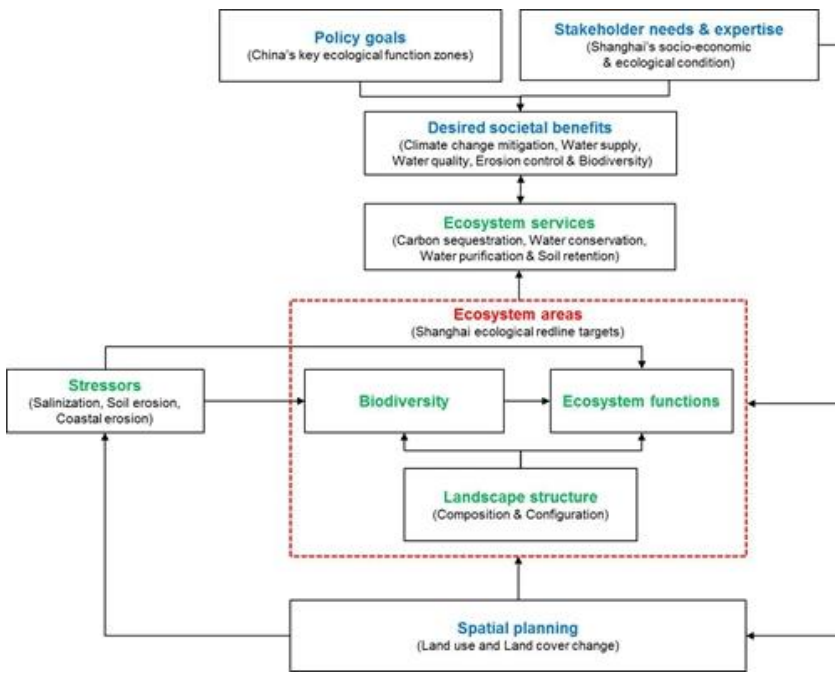 Policy goals
(China's key ecological function zones)
Stakeholder needs & expertise
(Shanghai's socio-economic
& ecological condition)
Desired societal benefits
(Climate change mitigation, Water supply,
Water quality, Erosion control & Biodiversity)
Ecosystem services
(Carbon sequestration, Water conservation,
Water purification & Soil retention)
Ecosystem areas
(Shanghai ecological redline targets)
Stressors
(Salinization, Soil erosion,
Coastal erosion)
Biodiversity
Ecosystem functions
Landscape structure
(Composition & Configuration)
Spatial planning
(Land use and Land cover change)